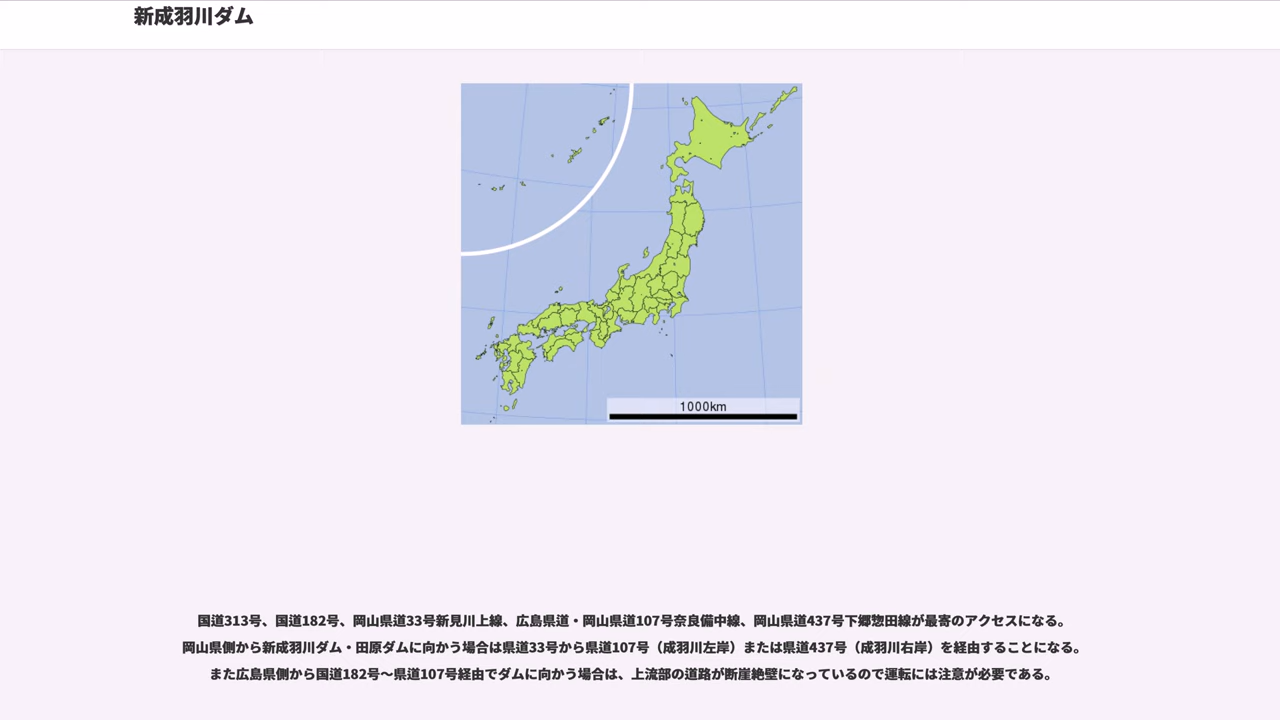 新成羽川ダム
1000km
国道313号、国道182号、岡山県道33号新見川上線、広島県道・岡山県道107号奈良備中線、岡山県道437号下郷惣田線が最寄のアクセスになる。
岡山県側から新成羽川ダム・田原ダムに向かう場合は県道33号から県道107号（成羽川左岸）または県道437号（成羽川右岸）を経由することになる。
また広島県側から国道182号〜県道107号経由でダムに向かう場合は、上流部の道路が断崖絶壁になっているので運転には注意が必要である。